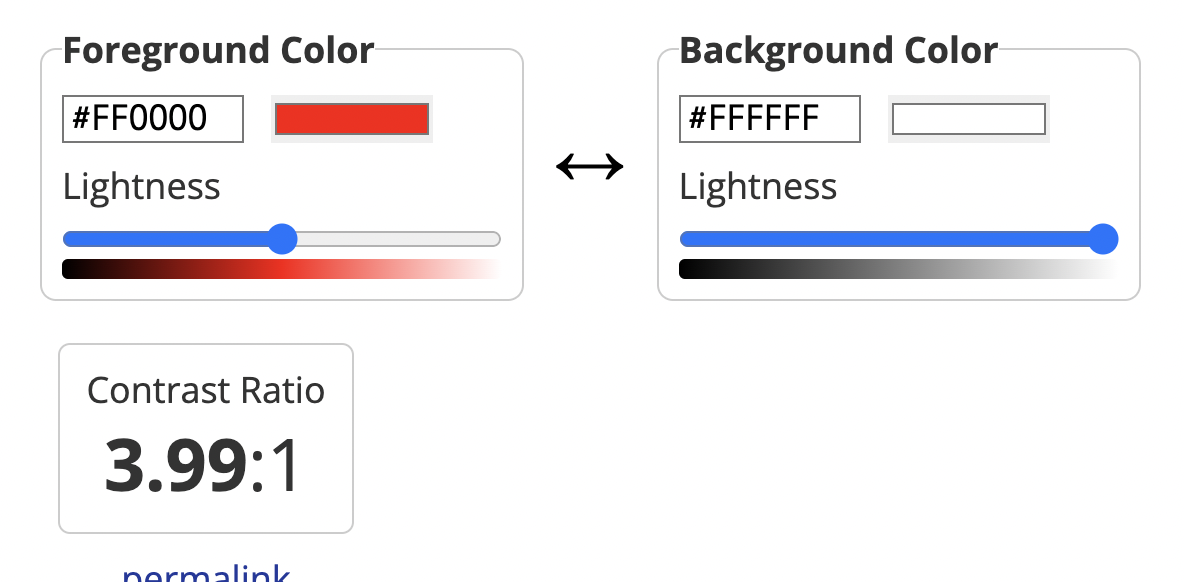 Foreground Color
#FF0000
Lightness
Background Color
#FFFFFF
Lightness
Contrast Ratio
3.99:1
permalink